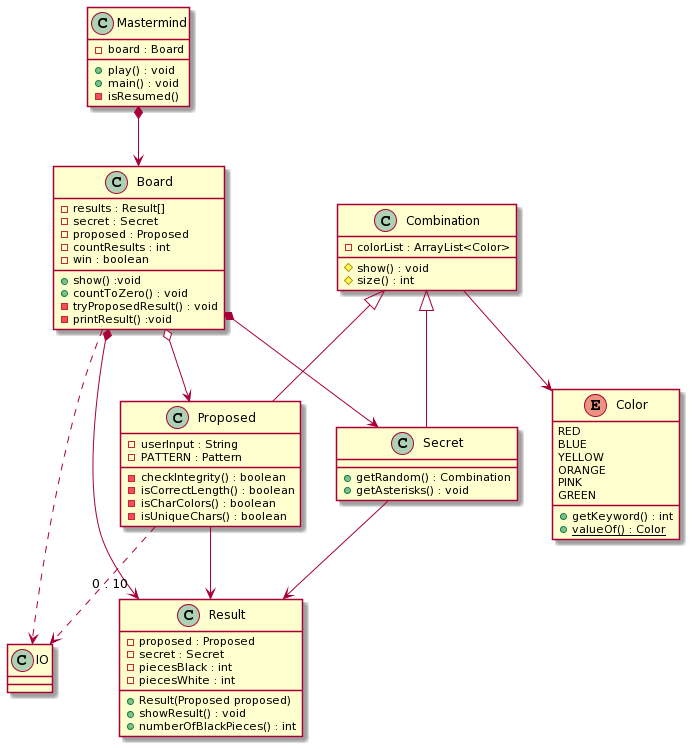 C Mastermind
board : Board
play() : void
main() : void
isResumed()
C Board
results : Result[]
secret : Secret
proposed : Proposed
countResults : int
win : boolean
show() :void
countToZero() : void
tryProposedResult() : void
printResult() :void
C Combination
colorList : ArrayList<Color>
show() : void
size() : int
C Proposed
userInput : String
PATTERN : Pattern
checkIntegrity() : boolean
isCorrectLength() : boolean
isCharColors() : boolean
isUniqueChars() : boolean
C Secret
getRandom() : Combination
getAsterisks() : void
E Color
RED
BLUE
YELLOW
ORANGE
PINK
GREEN
getKeyword() : int
valueOf() : Color
0 : 10
C IO
C Result
proposed : Proposed
secret : Secret
piecesBlack : int
piecesWhite : int
Result(Proposed proposed)
showResult() : void
numberOfBlackPieces() : int